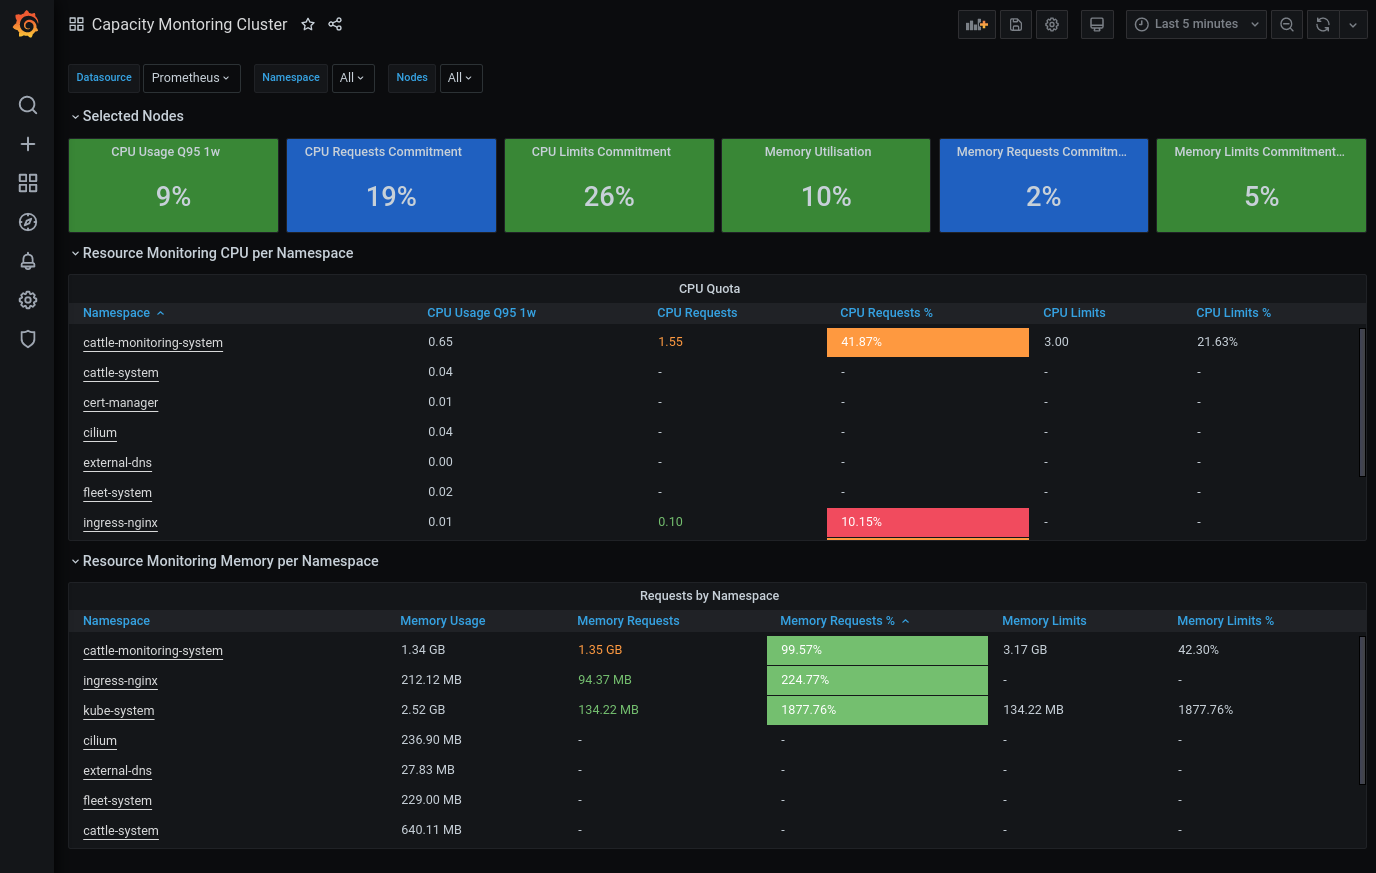 Capacity Montoring Cluster
Last 5 minutes
Datasource Prometheus Namespace All Nodes All
Selected Nodes
CPU Usage Q95 1w CPU Requests Commitment CPU Limits Commitment Memory Utilisation Memory Requests Commitm... Memory Limits Commitment...
9% 19% 26% 10% 2% 5%
Resource Monitoring CPU per Namespace
CPU Quota
Namespace CPU Usage Q95 1w CPU Requests CPU Requests % CPU Limits CPU Limits %
cattle-monitoring-system 0.65 1.55 41.87% 3.00 21.63%
cattle-system 0.04 - - - -
cert-manager 0.01 - - - -
cilium 0.04 - - - -
external-dns 0.00 - - - -
fleet-system 0.02 - - - -
ingress-nginx 0.01 0.10 10.15% - -
Resource Monitoring Memory per Namespace
Requests by Namespace
Namespace Memory Usage Memory Requests Memory Requests % Memory Limits Memory Limits %
cattle-monitoring-system 1.34 GB 1.35 GB 99.57% 3.17 GB 42.30%
ingress-nginx 212.12 MB 94.37 MB 224.77% - -
kube-system 2.52 GB 134.22 MB 1877.76% 134.22 MB 1877.76%
cilium 236.90 MB - - - -
external-dns 27.83 MB - - - -
fleet-system 229.00 MB - - - -
cattle-system 640.11 MB - - - -